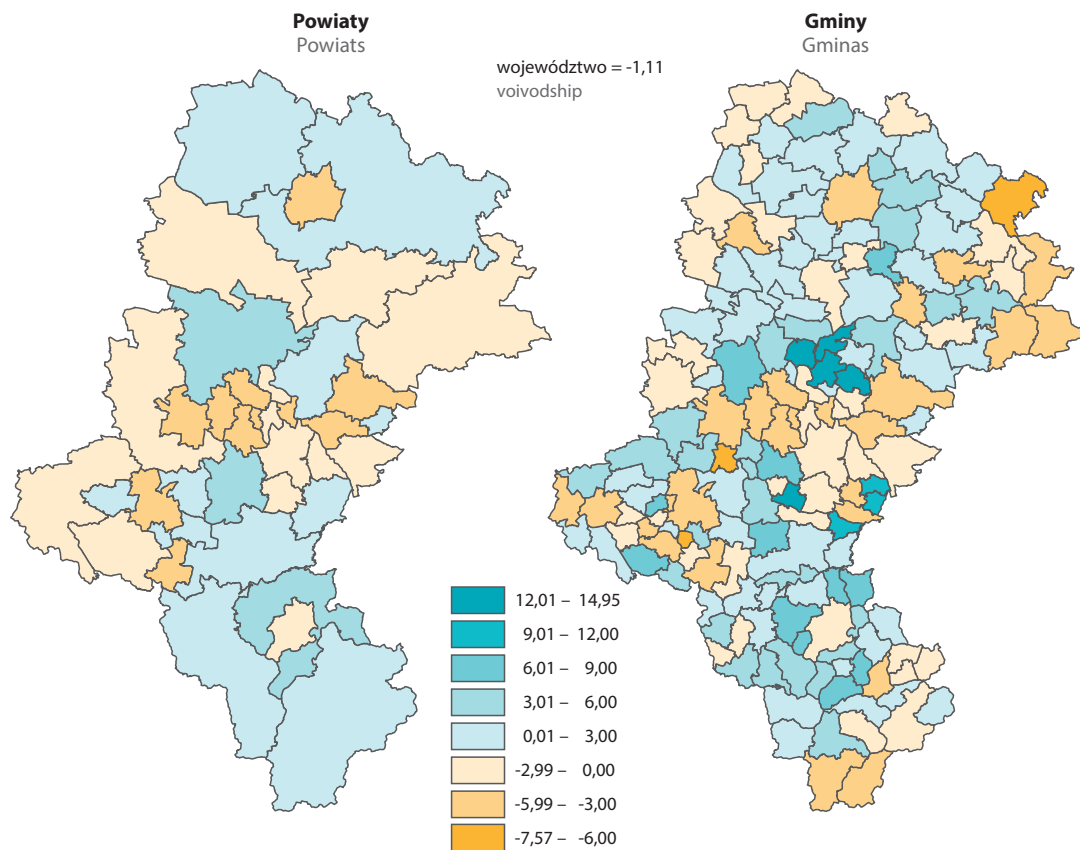 Powiaty
Powiats
Gminy
Gminas
województwo = -1,11
voivodship
12,01 – 14,95
9,01 – 12,00
6,01 – 9,00
3,01 – 6,00
0,01 – 3,00
-2,99 – 0,00
-5,99 – -3,00
-7,57 – -6,00